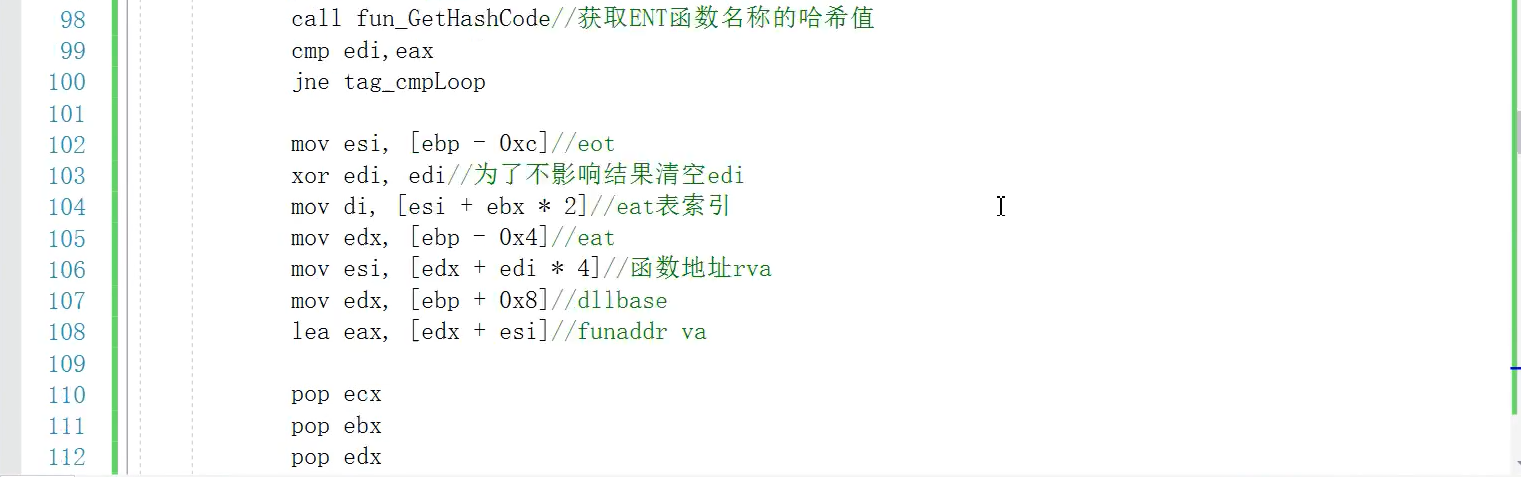 98 call fun_GetHashCode//获取ENT函数名称的哈希值
99 cmp edi,eax
100 jne tag_cmpLoop
101
102 mov esi, [ebp - 0xc]//eot
103 xor edi, edi//为了不影响结果清空edi
104 mov di, [esi + ebx * 2]//eat表索引
105 mov edx, [ebp - 0x4]//eat
106 mov esi, [edx + edi * 4]//函数地址rva
107 mov edx, [ebp + 0x8]//dllbase
108 lea eax, [edx + esi]//funaddr va
109
110 pop ecx
111 pop ebx
112 pop edx